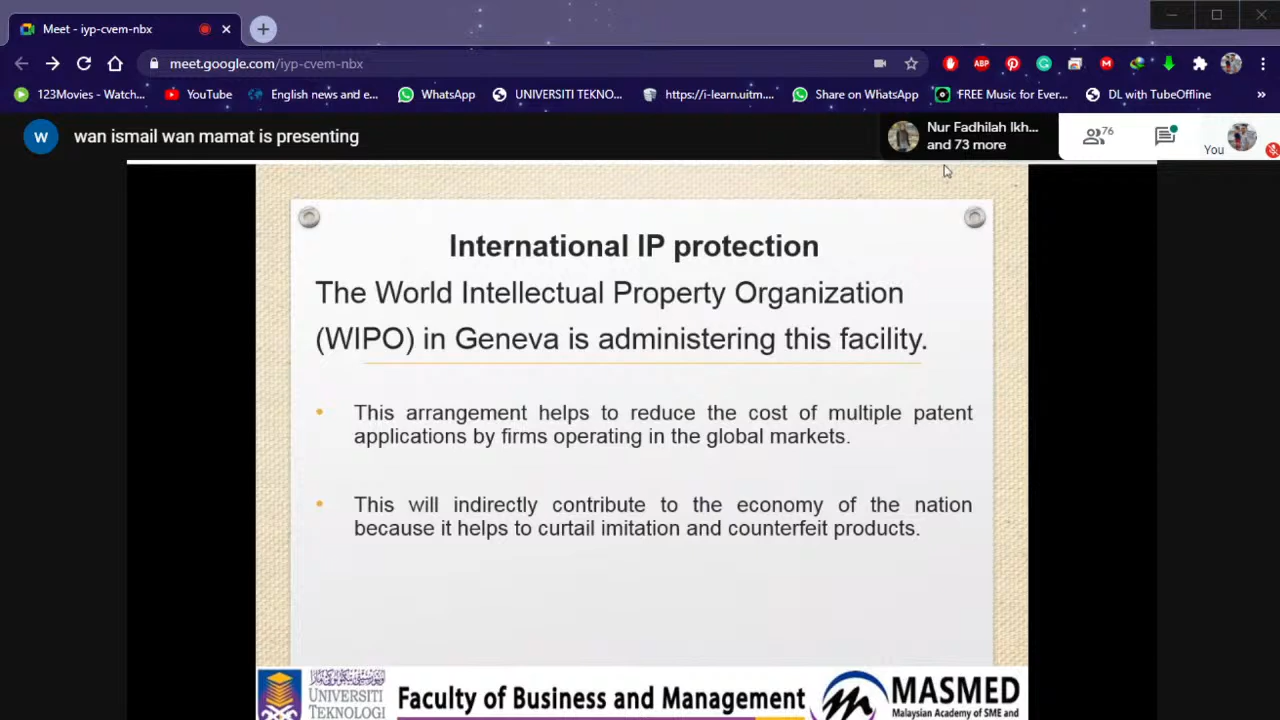 Meet - iyp-cvem-nbx
meet.google.com/iyp-cvem-nbx
123Movies - Watch...
YouTube
English news and e...
WhatsApp
UNIVERSITI TEKNO...
https://i-learn.uitm....
Share on WhatsApp
FREE Music for Ever...
DL with TubeOffline
W
wan ismail wan mamat is presenting
Nur Fadhilah Ikh...
and 73 more
76
You
International IP protection
The World Intellectual Property Organization
(WIPO) in Geneva is administering this facility.
This arrangement helps to reduce the cost of multiple patent
applications by firms operating in the global markets.
This will indirectly contribute to the economy of the nation
because it helps to curtail imitation and counterfeit products.
UNIVERSITI
TEKNOLOGI
Faculty of Business and Management
MASMED
Malaysian Academy of SME and